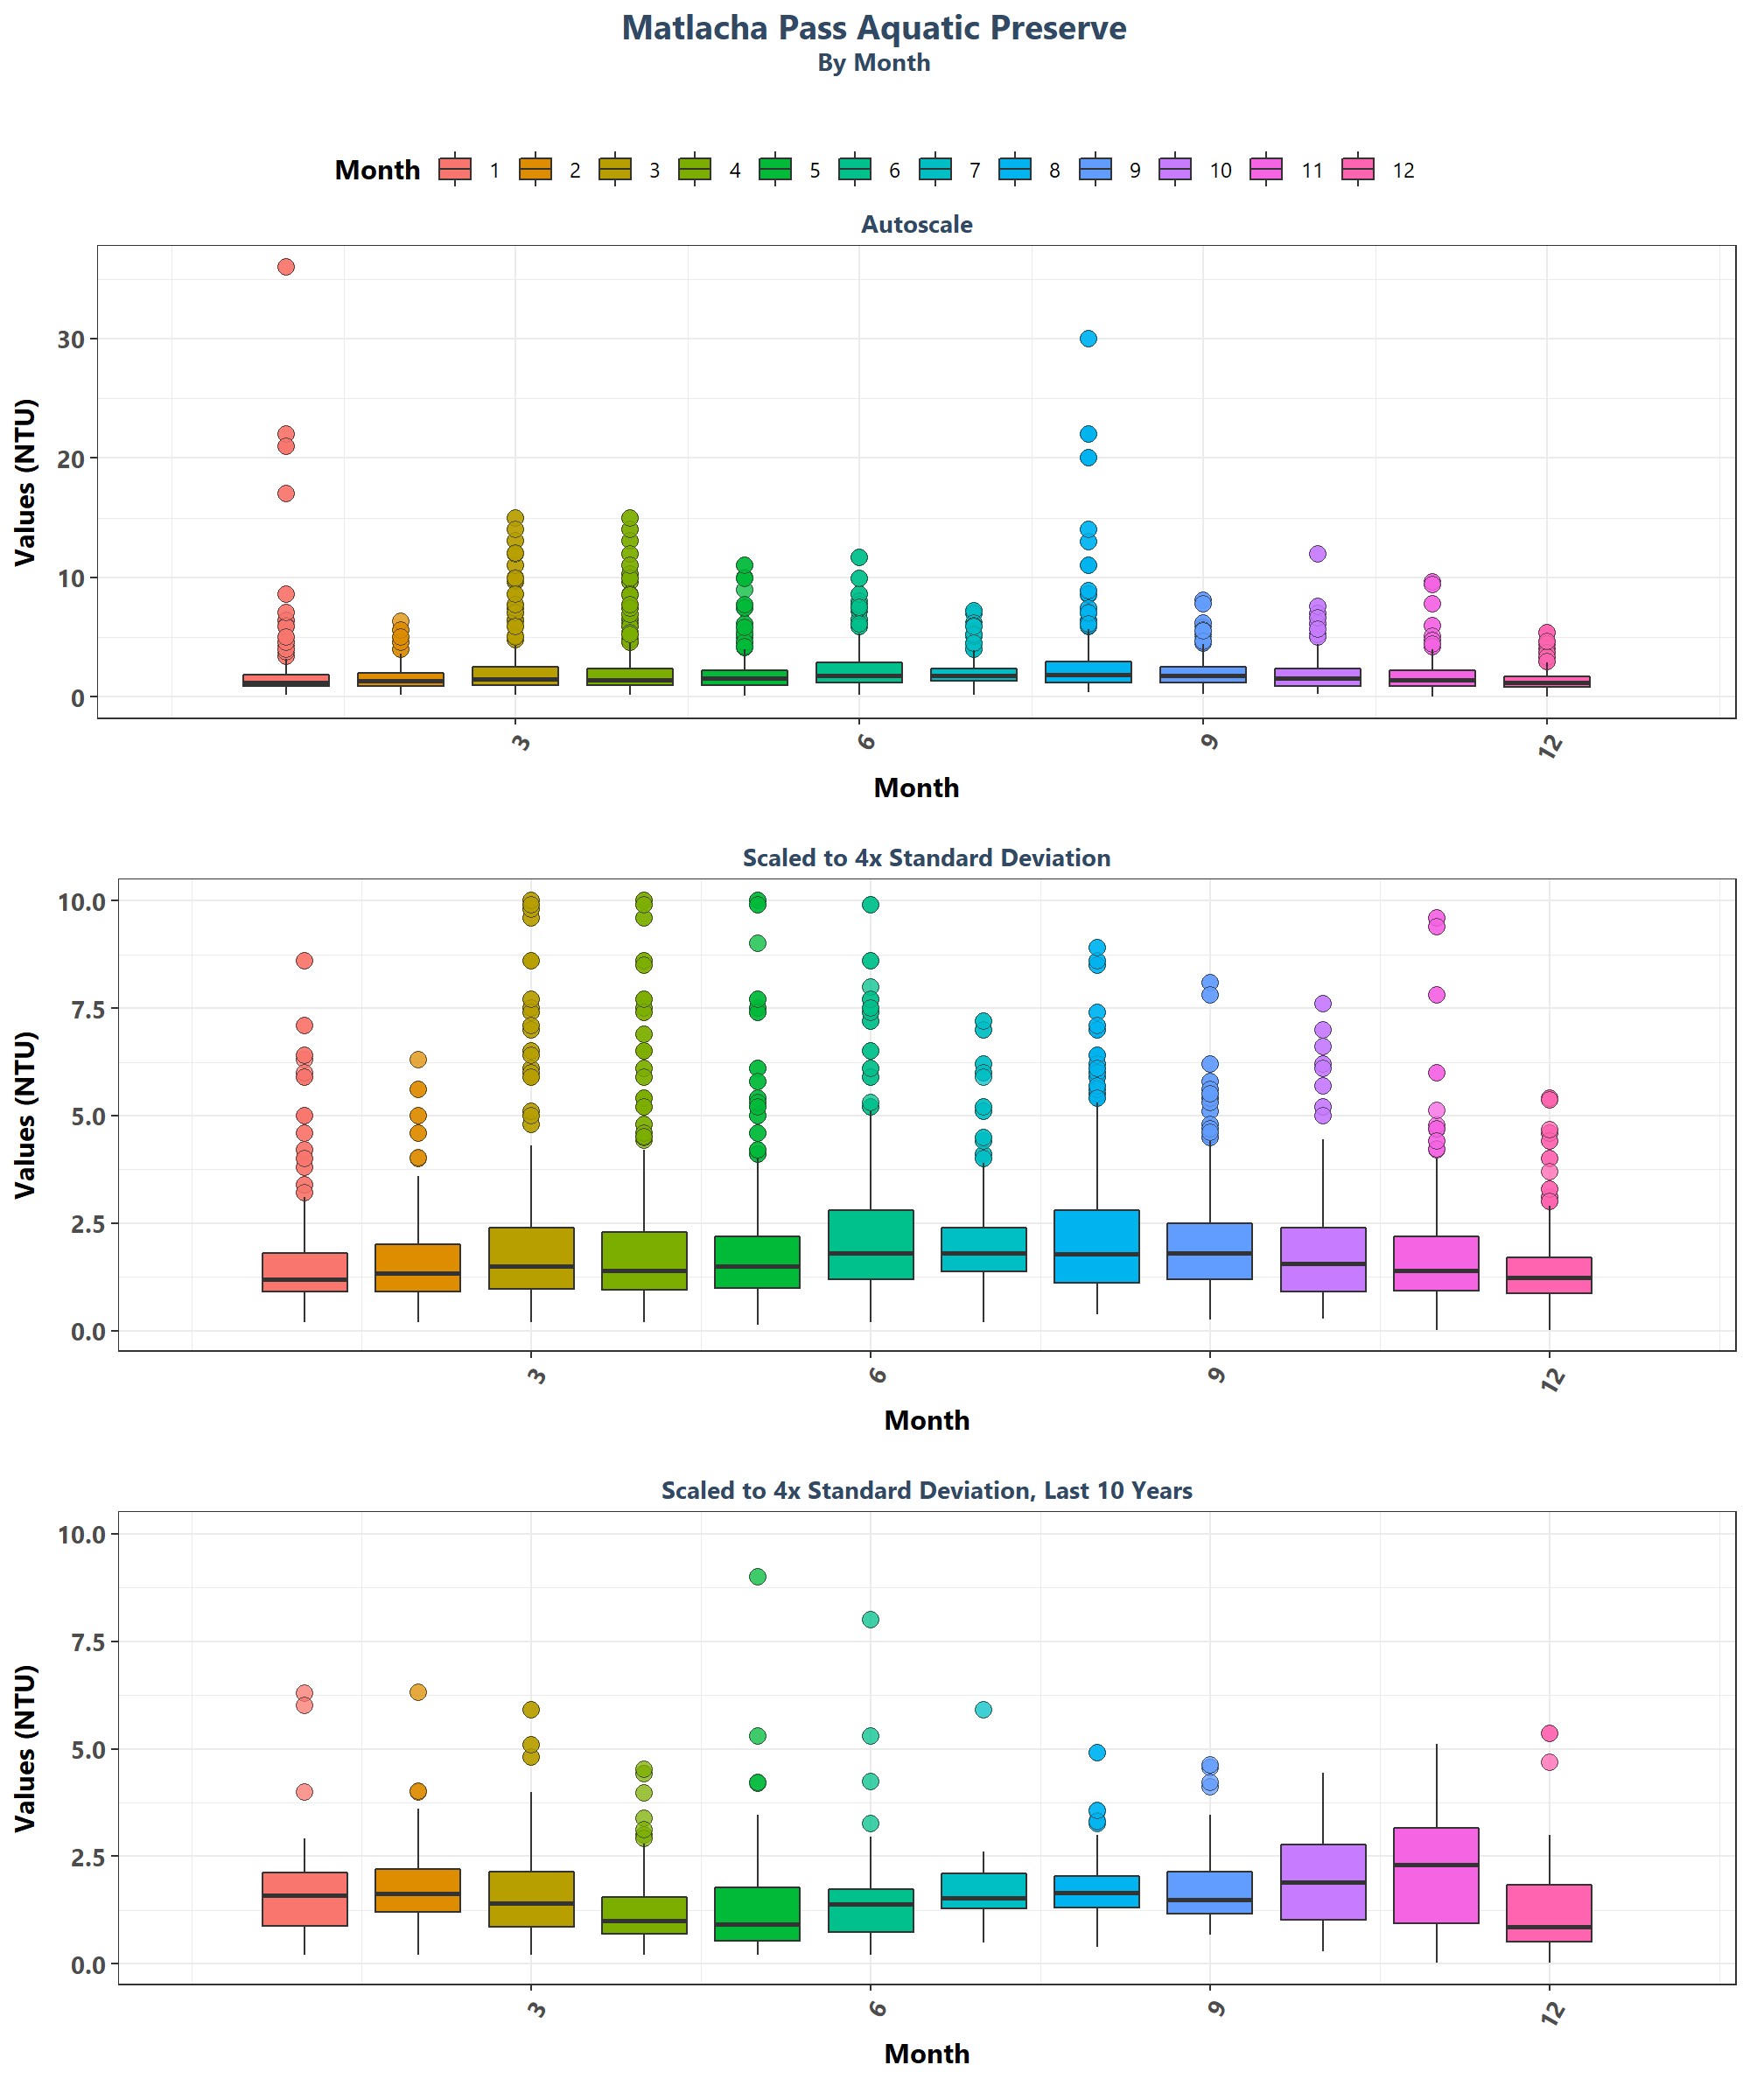 Matlacha Pass Aquatic Preserve
By Month
Month 1 2 3 4 5 6 7 8 9 10 11 12
Autoscale
Values (NTU)
30
20
10
0
3 6 9 12
Month
Scaled to 4x Standard Deviation
Values (NTU)
10.0
7.5
5.0
2.5
0.0
3 6 9 12
Month
Scaled to 4x Standard Deviation, Last 10 Years
Values (NTU)
10.0
7.5
5.0
2.5
0.0
3 6 9 12
Month